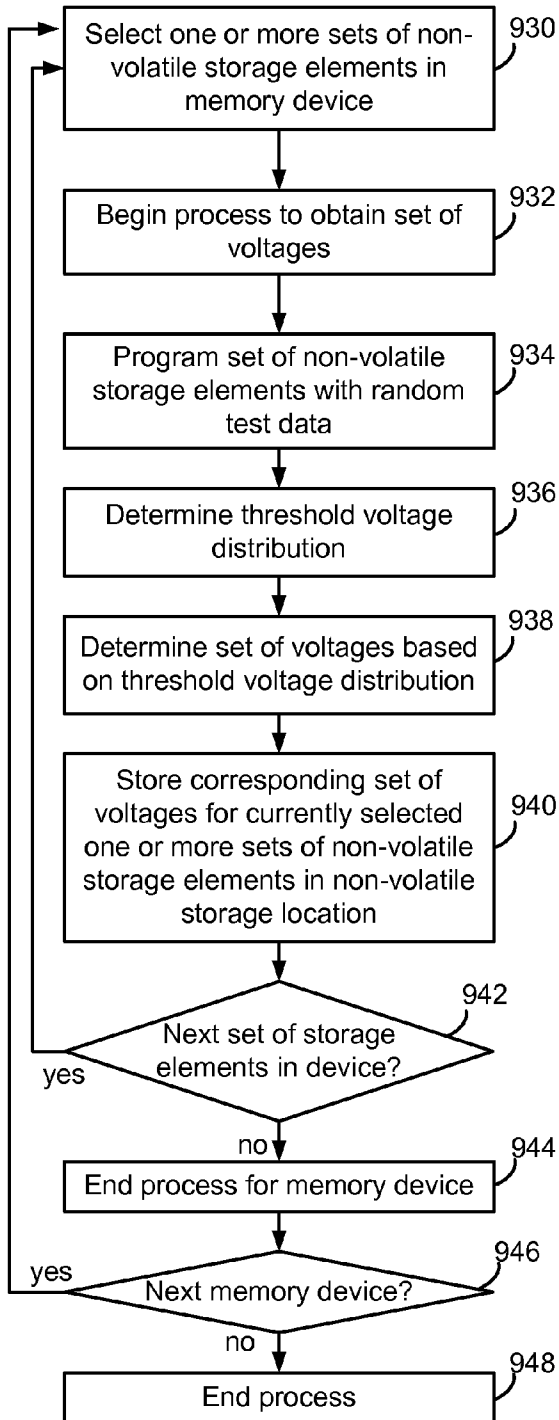 Select one or more sets of non-
volatile storage elements in
memory device
930
Begin process to obtain set of
voltages
932
Program set of non-volatile
storage elements with random
test data
934
Determine threshold voltage
distribution
936
Determine set of voltages based
on threshold voltage distribution
938
Store corresponding set of
voltages for currently selected
one or more sets of non-volatile
storage elements in non-volatile
storage location
940
Next set of storage
elements in device?
942
yes
no
End process for memory device
944
Next memory device?
946
yes
no
End process
948